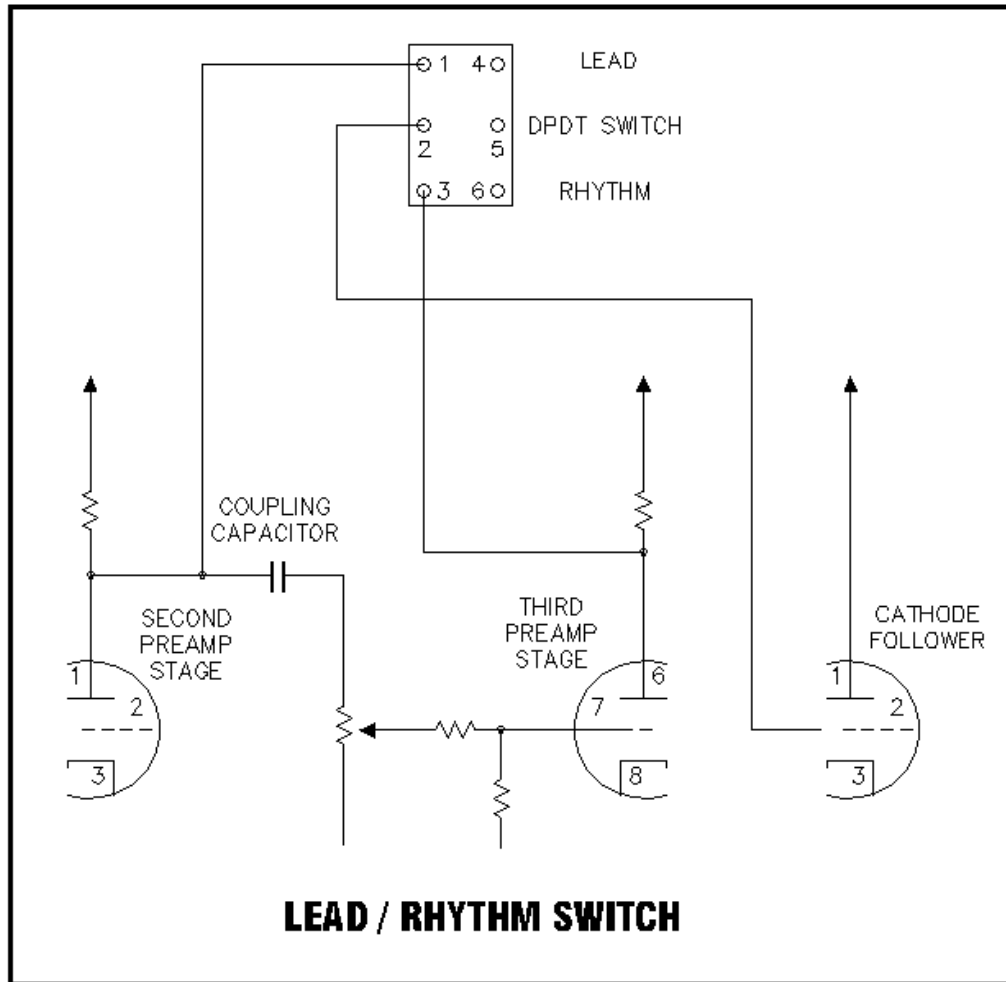 1 4 LEAD
DPDT SWITCH
2 5
3 6 RHYTHM
COUPLING
CAPACITOR
SECOND
PREAMP
STAGE
1
2
3
THIRD
PREAMP
STAGE
6
7
8
CATHODE
FOLLOWER
1
2
3
LEAD / RHYTHM SWITCH